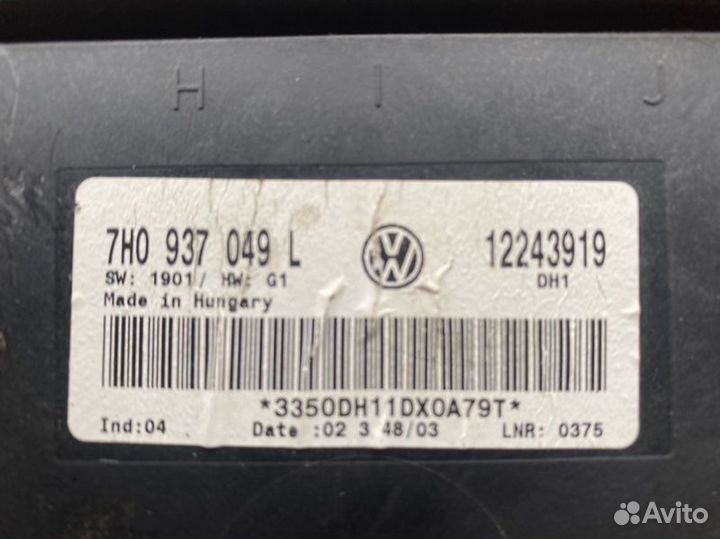 H I J
7H0 937 049 L 12243919
SW: 1901/ HW: G1 DH1
Made in Hungary
*3350DH11DX0A79T*
Ind:04 Date :02 3 48/03 LNR: 0375
Avito